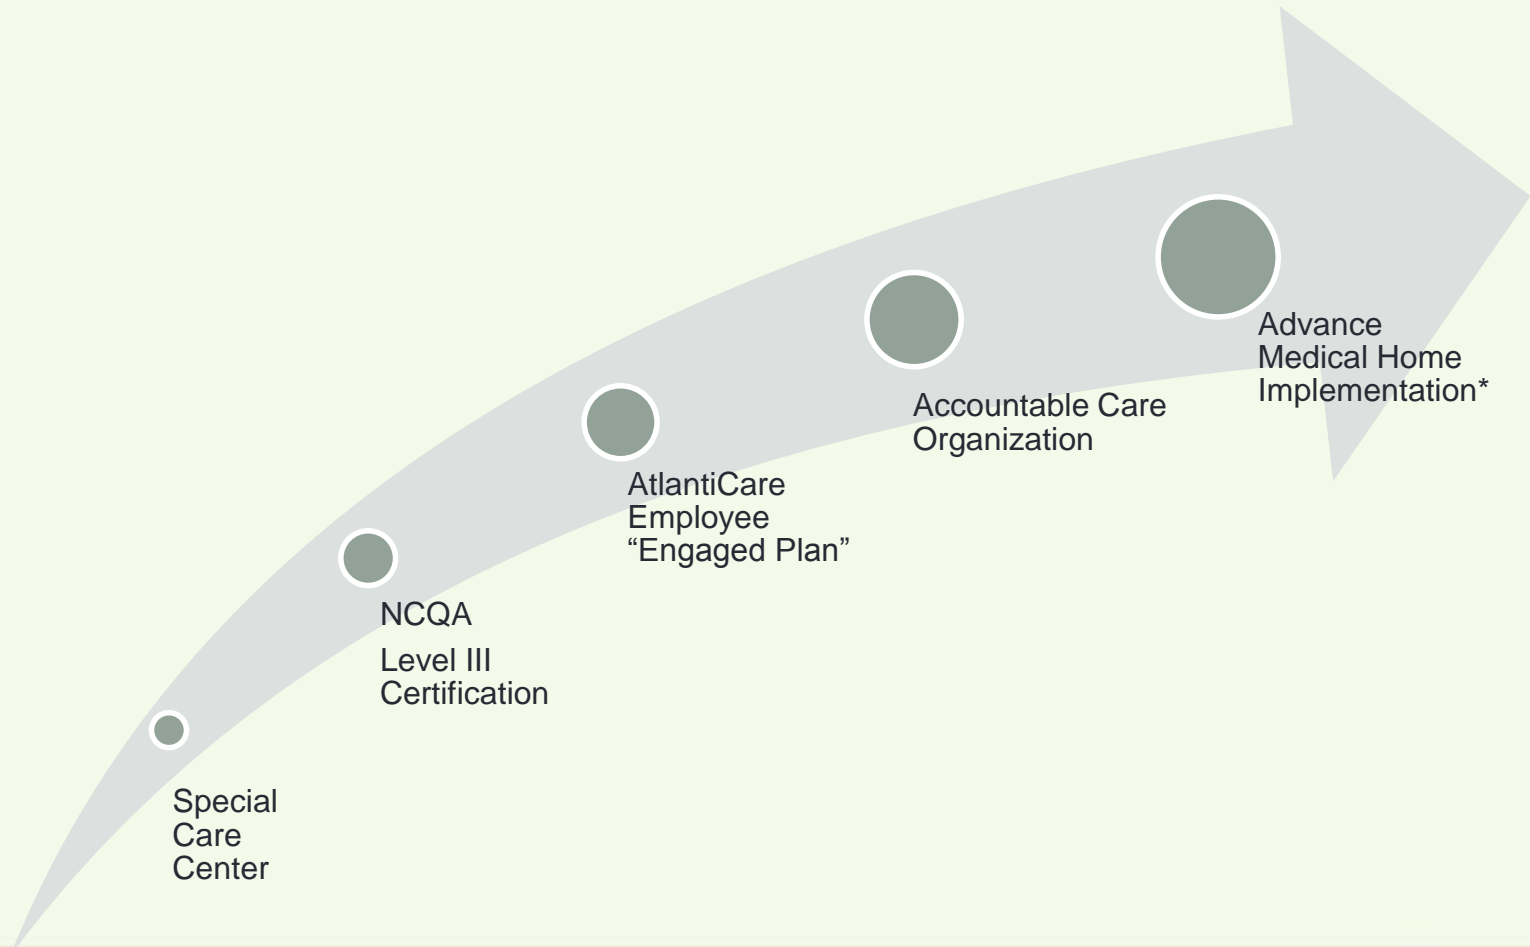 Special
Care
Center
NCQA
Level III
Certification
AtlantiCare
Employee
“Engaged Plan”
Accountable Care
Organization
Advance
Medical Home
Implementation*